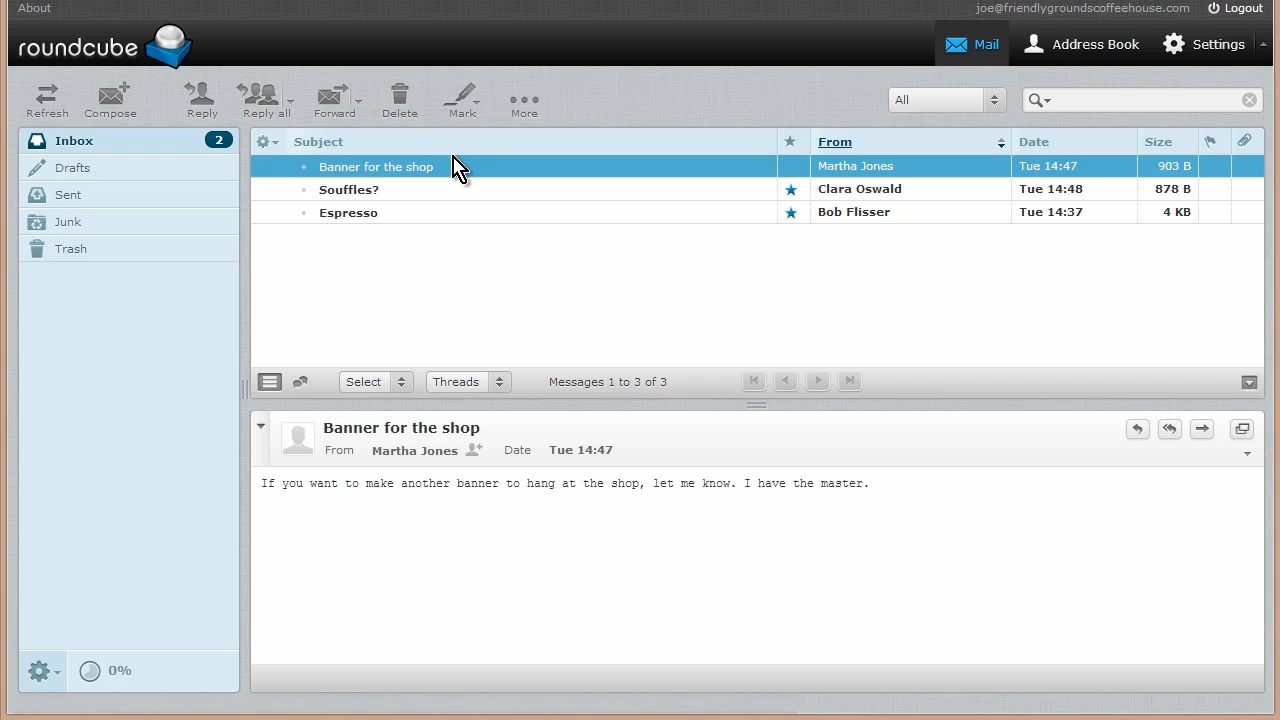 About joe@friendlygroundscoffeehouse.com Logout
roundcube Mail Address Book Settings
Refresh Compose Reply Reply all Forward Delete Mark More All
Inbox 2
Drafts
Sent
Junk
Trash
Subject From Date Size
Banner for the shop Martha Jones Tue 14:47 903 B
Souffles? Clara Oswald Tue 14:48 878 B
Espresso Bob Flisser Tue 14:37 4 KB
Select Threads Messages 1 to 3 of 3
Banner for the shop
From Martha Jones Date Tue 14:47
If you want to make another banner to hang at the shop, let me know. I have the master.
0%